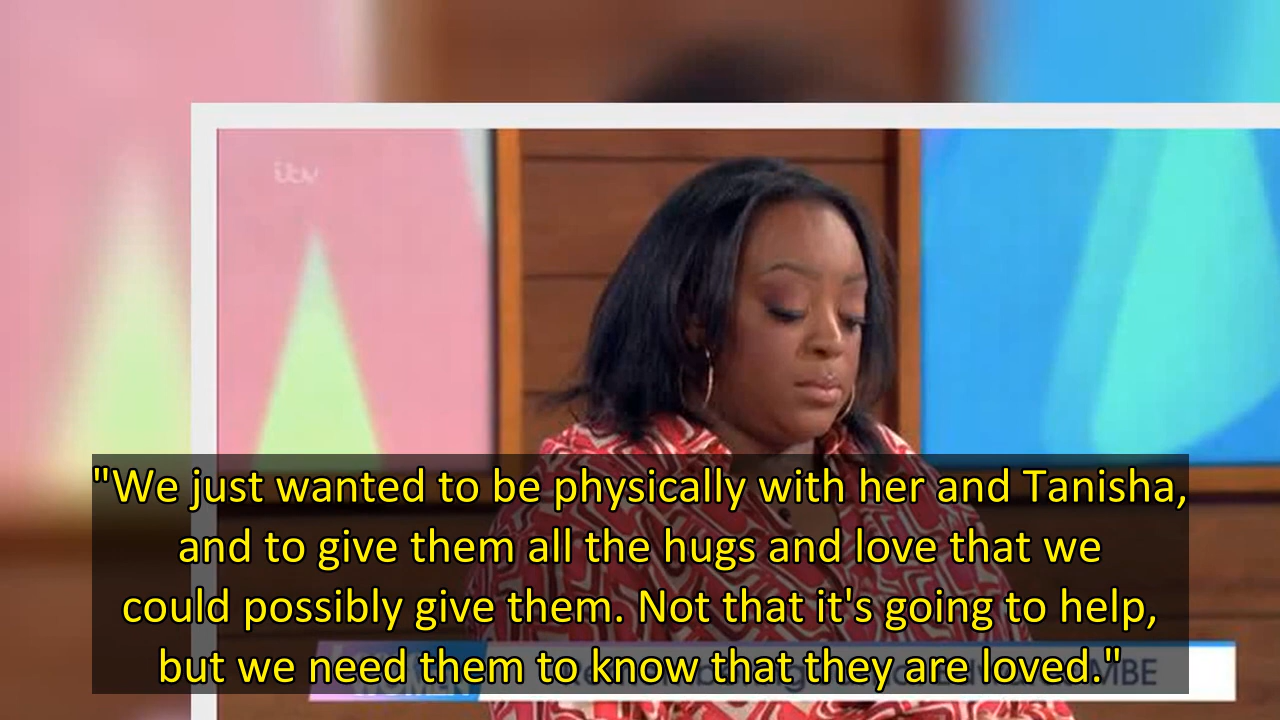 itv
"We just wanted to be physically with her and Tanisha,
and to give them all the hugs and love that we
could possibly give them. Not that it's going to help,
but we need them to know that they are loved."